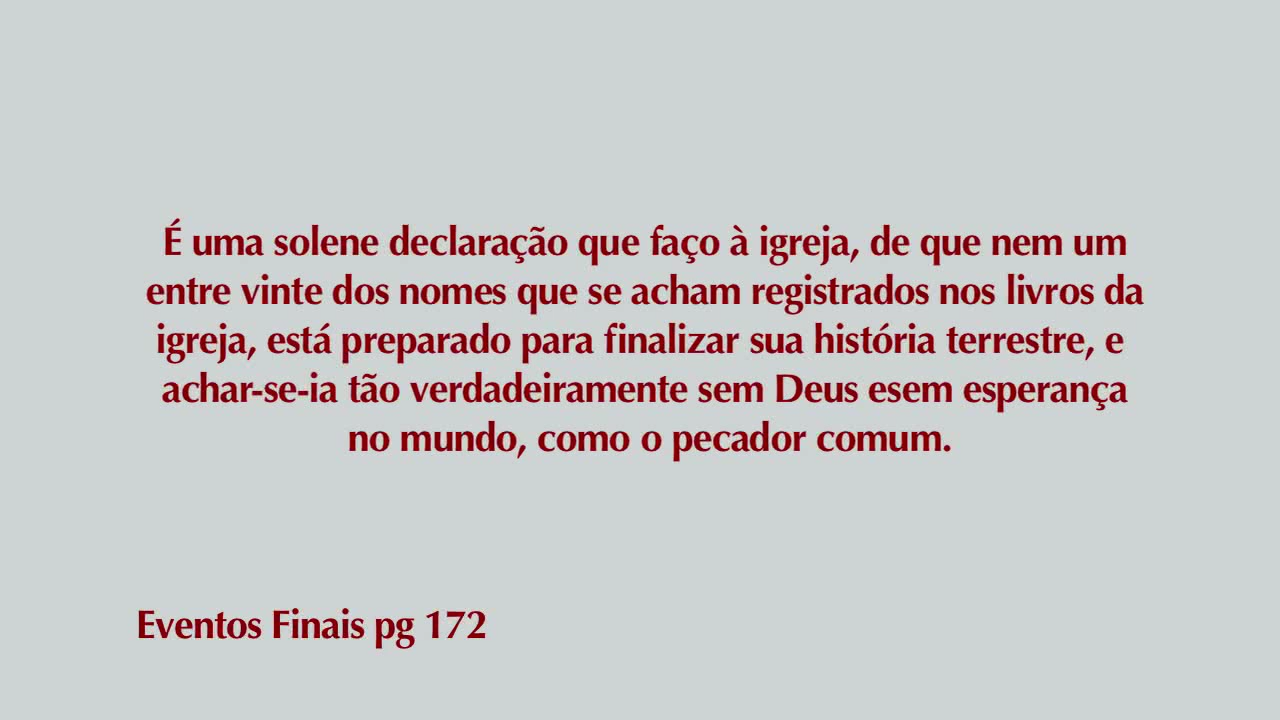 É uma solene declaração que faço à igreja, de que nem um
entre vinte dos nomes que se acham registrados nos livros da
igreja, está preparado para finalizar sua história terrestre, e
achar-se-ia tão verdadeiramente sem Deus esem esperança
no mundo, como o pecador comum.
Eventos Finais pg 172